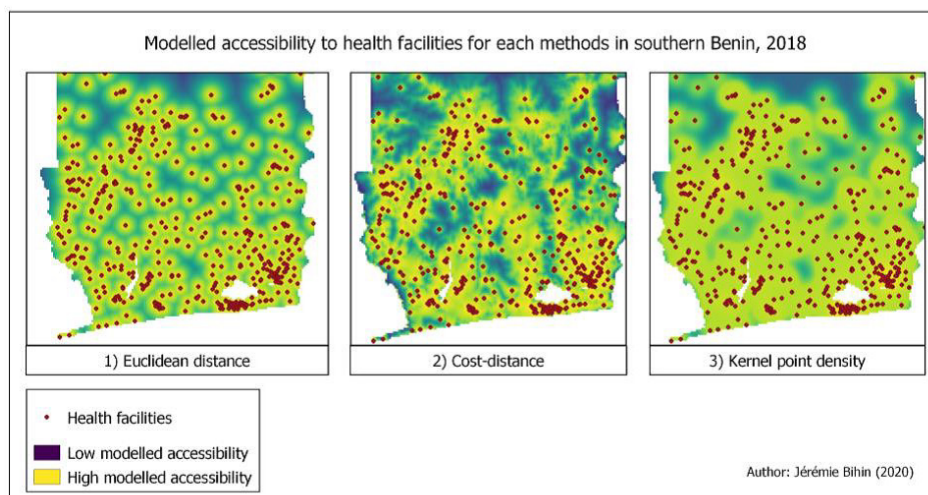 Modelled accessibility to health facilities for each methods in southern Benin, 2018
1) Euclidean distance
2) Cost-distance
3) Kernel point density
Health facilities
Low modelled accessibility
High modelled accessibility
Author: Jérémie Bihin (2020)